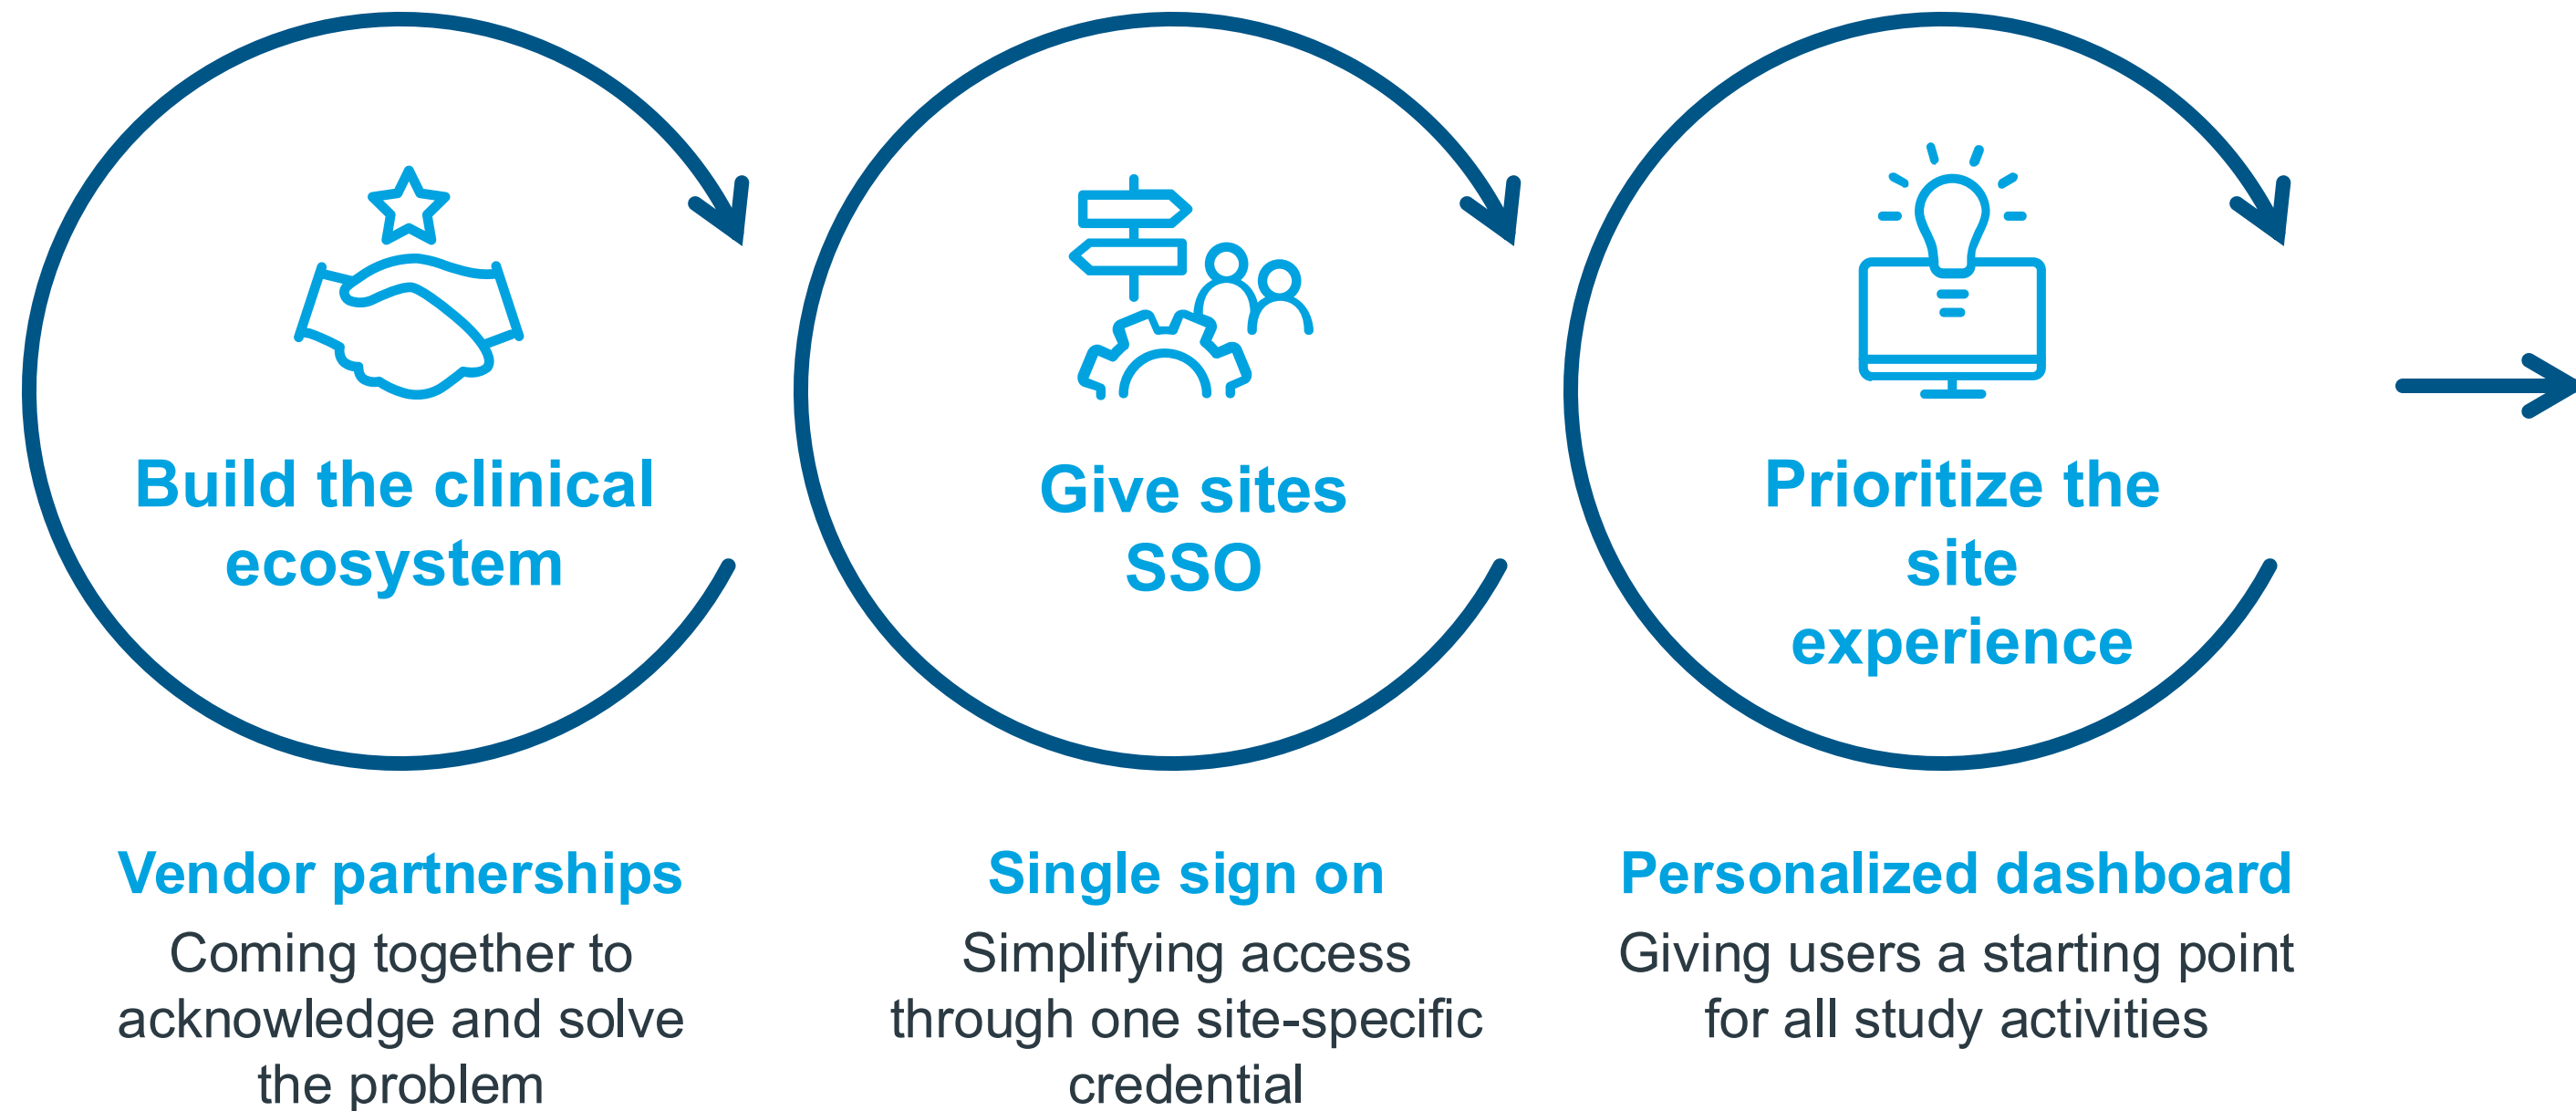 Build the clinical
ecosystem
Give sites
SSO
Prioritize the
site
experience
Vendor partnerships
Coming together to
acknowledge and solve
the problem
Single sign on
Simplifying access
through one site-specific
credential
Personalized dashboard
Giving users a starting point
for all study activities